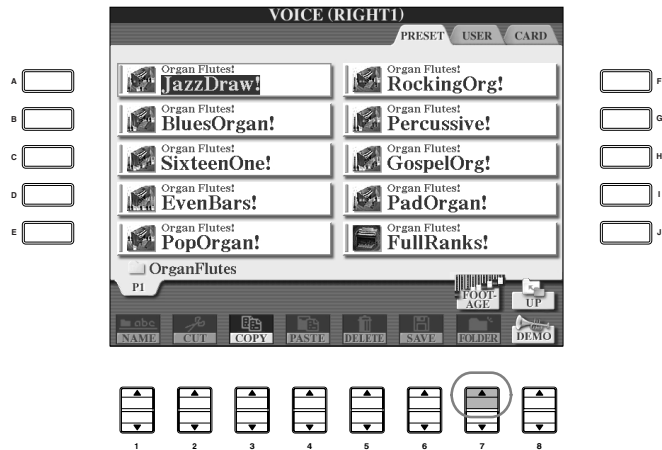 VOICE (RIGHT1)
PRESET USER CARD
A
Organ Flutes!
JazzDraw!
Organ Flutes!
RockingOrg!
F
B
Organ Flutes!
BluesOrgan!
Organ Flutes!
Percussive!
G
C
Organ Flutes!
SixteenOne!
Organ Flutes!
GospelOrg!
H
D
Organ Flutes!
EvenBars!
Organ Flutes!
PadOrgan!
I
E
Organ Flutes!
PopOrgan!
Organ Flutes!
FullRanks!
J
OrganFlutes
P1
FOOT-
AGE
UP
abc
NAME CUT COPY PASTE DELETE SAVE FOLDER DEMO
1 2 3 4 5 6 7 8